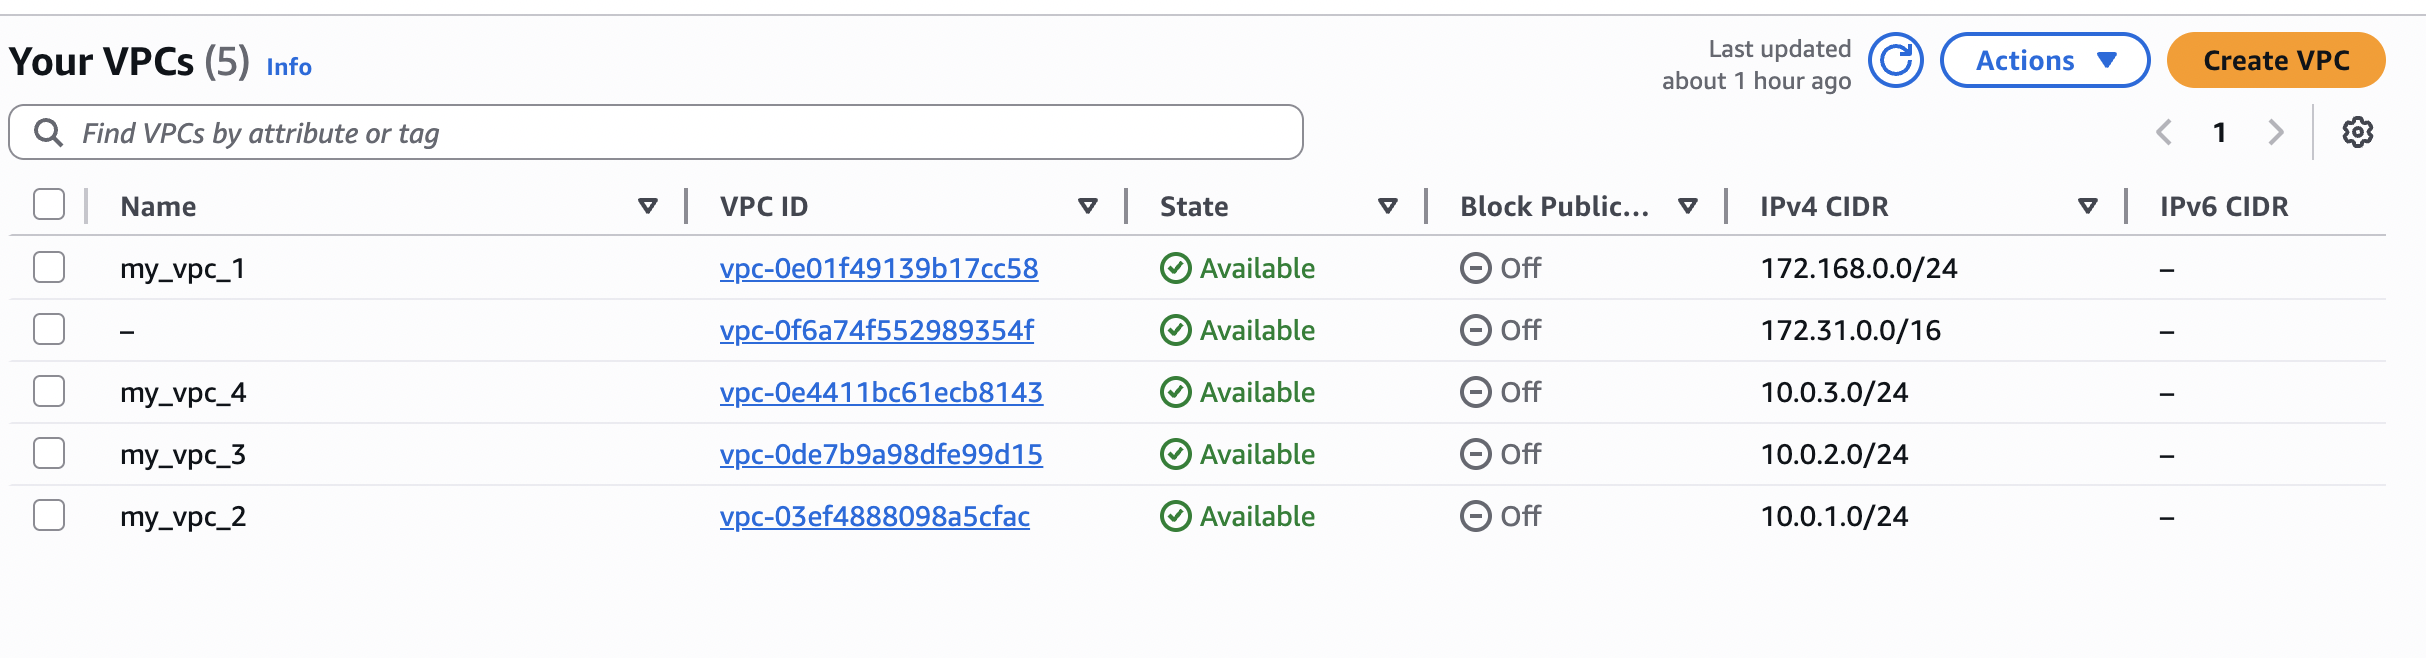 Your VPCs (5) Info
Last updated
about 1 hour ago
Actions
Create VPC
Find VPCs by attribute or tag
1
Name VPC ID State Block Public... IPv4 CIDR IPv6 CIDR
my_vpc_1 vpc-0e01f49139b17cc58 Available Off 172.168.0.0/24 –
– vpc-0f6a74f552989354f Available Off 172.31.0.0/16 –
my_vpc_4 vpc-0e4411bc61ecb8143 Available Off 10.0.3.0/24 –
my_vpc_3 vpc-0de7b9a98dfe99d15 Available Off 10.0.2.0/24 –
my_vpc_2 vpc-03ef4888098a5cfac Available Off 10.0.1.0/24 –